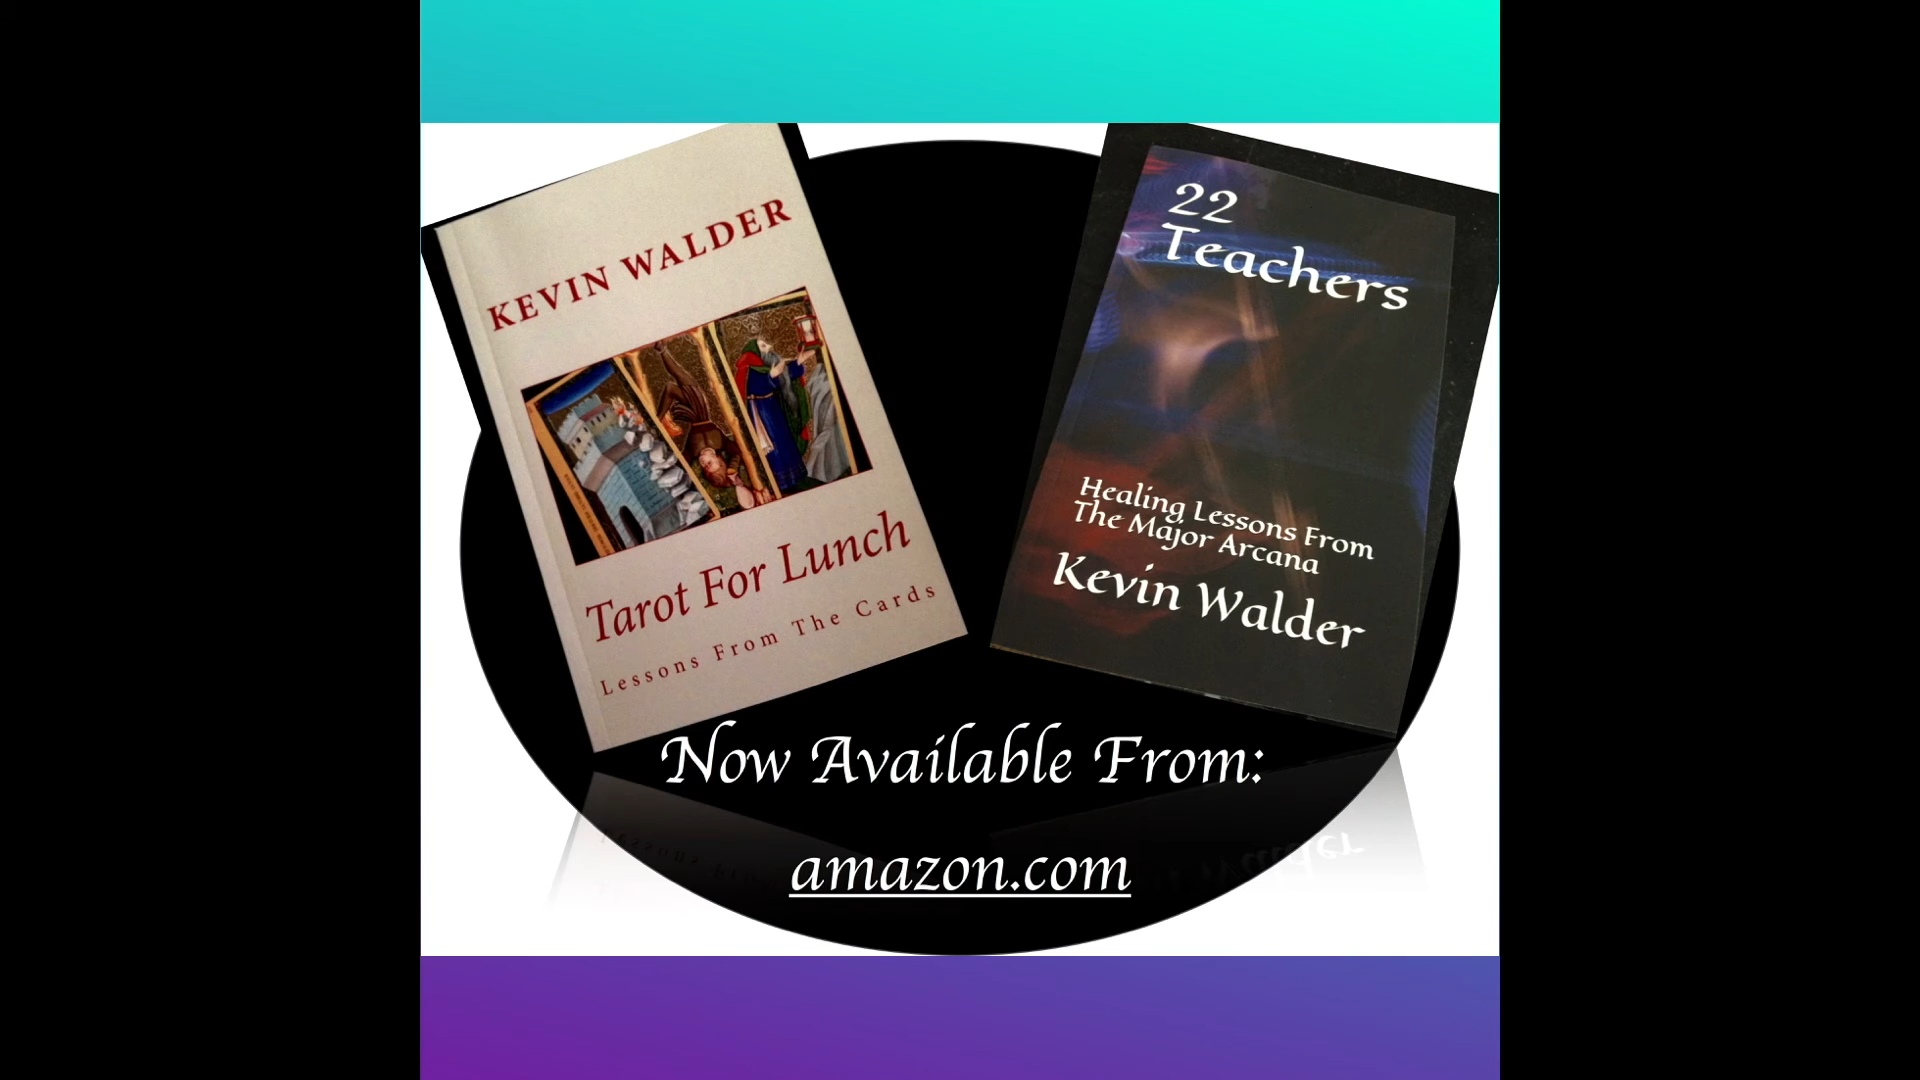 KEVIN WALDER
Tarot For Lunch
Lessons From The Cards
22
Teachers
Healing Lessons From
The Major Arcana
Kevin Walder
Now Available From:
amazon.com